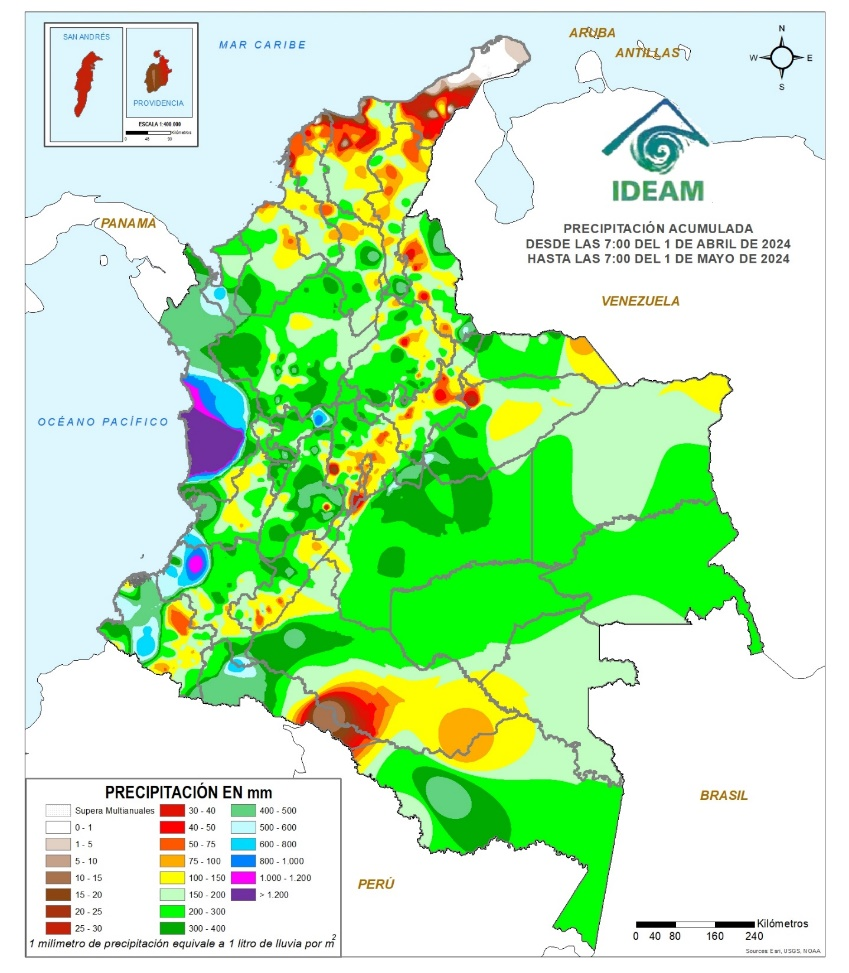 SAN ANDRÉS
PROVIDENCIA
ESCALA 1:400.000
Kilómetros
MAR CARIBE
ARUBA
ANTILLAS
N
W
E
S
IDEAM
PRECIPITACIÓN ACUMULADA
DESDE LAS 7:00 DEL 1 DE ABRIL DE 2024
HASTA LAS 7:00 DEL 1 DE MAYO DE 2024
PANAMÁ
VENEZUELA
OCÉANO PACÍFICO
BRASIL
PERÚ
PRECIPITACIÓN EN mm
Supera Multianuales
0 - 1
1 - 5
5 - 10
10 - 15
15 - 20
20 - 25
25 - 30
30 - 40
40 - 50
50 - 75
75 - 100
100 - 150
150 - 200
200 - 300
300 - 400
400 - 500
500 - 600
600 - 800
800 - 1.000
1.000 - 1.200
> 1.200
1 milimetro de precipitación equivale a 1 litro de lluvia por m2
Kilómetros
0 40 80 160 240
Sources: Esri, USGS, NOAA